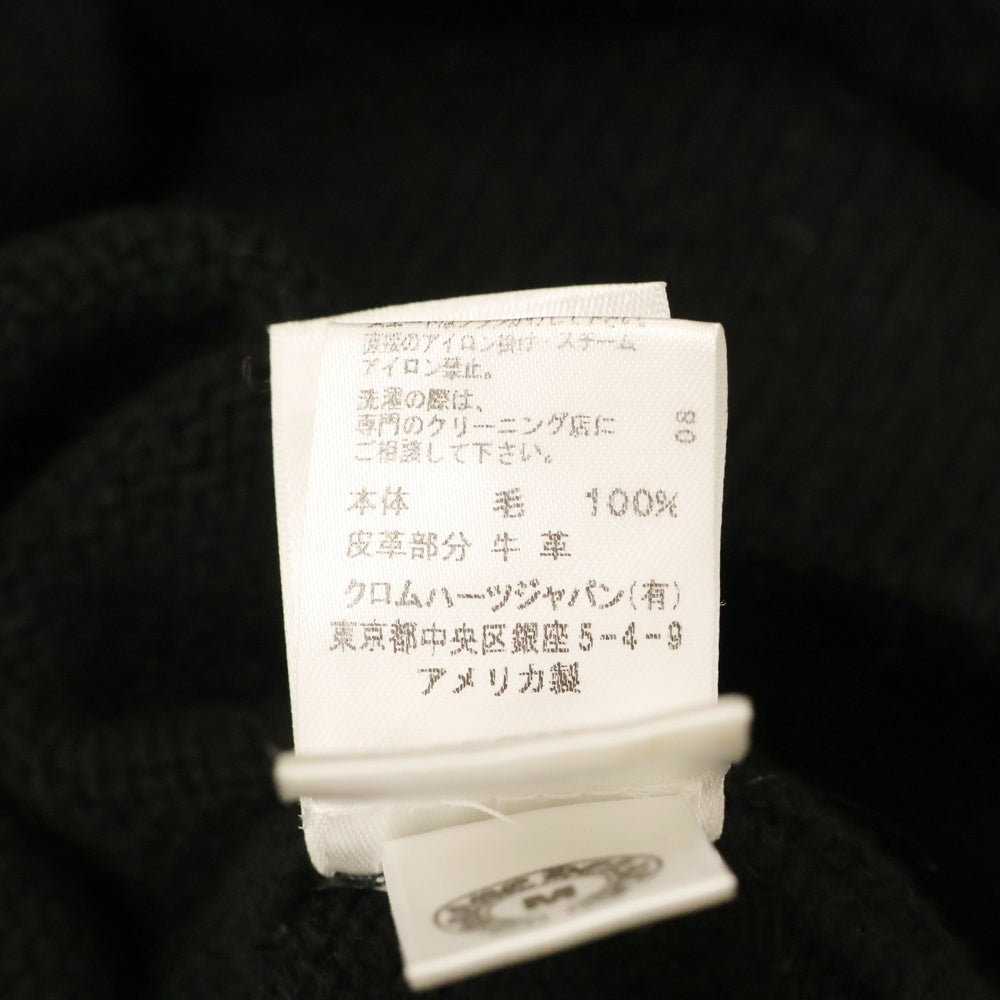 直接のアイロン掛け・スチーム
アイロン禁止。
洗濯の際は、
専門のクリーニング店に
ご相談して下さい。
80
本体 毛 100%
皮革部分 牛革
クロムハーツジャパン(有)
東京都中央区銀座5-4-9
アメリカ製
M